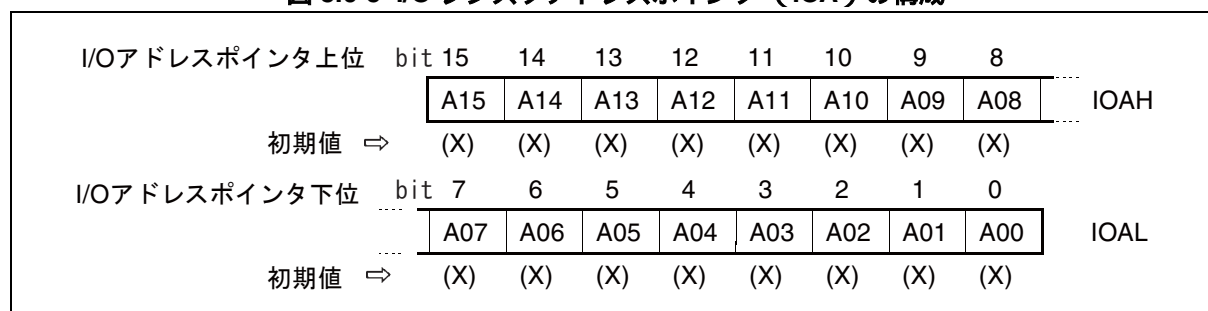 I/Oアドレスポインタ上位 bit 15 14 13 12 11 10 9 8
A15 A14 A13 A12 A11 A10 A09 A08 IOAH
初期値 ⇨ (X) (X) (X) (X) (X) (X) (X) (X)
I/Oアドレスポインタ下位 bit 7 6 5 4 3 2 1 0
A07 A06 A05 A04 A03 A02 A01 A00 IOAL
初期値 ⇨ (X) (X) (X) (X) (X) (X) (X) (X)